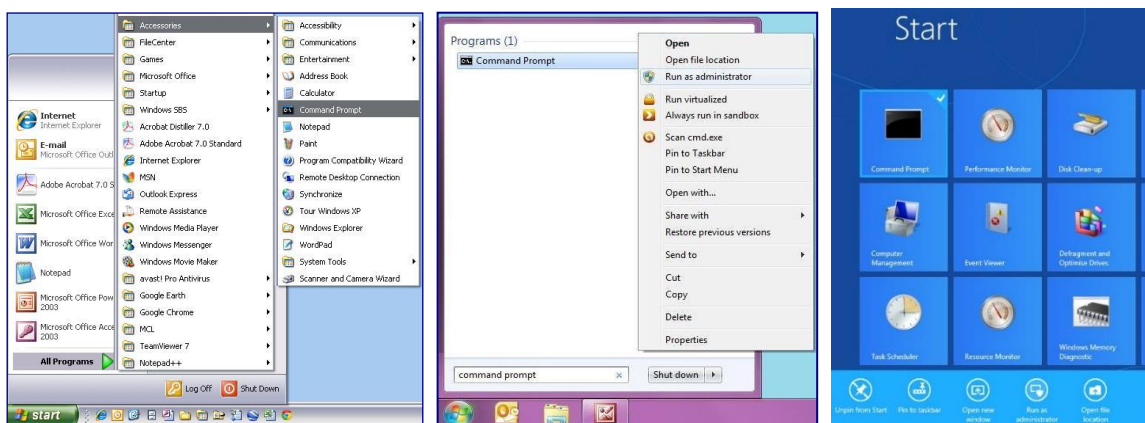 Internet
Internet Explorer
E-mail
Microsoft Office Outl
Adobe Acrobat 7.0 S
Microsoft Office Exce
Microsoft Office Wor
Notepad
Microsoft Office Pow
2003
Microsoft Office Acce
2003
All Programs
Log Off
Shut Down
start
Accessories
FileCenter
Games
Microsoft Office
Startup
Windows SBS
Acrobat Distiller 7.0
Adobe Acrobat 7.0 Standard
Internet Explorer
MSN
Outlook Express
Remote Assistance
Windows Media Player
Windows Messenger
Windows Movie Maker
avast! Pro Antivirus
Google Earth
Google Chrome
MCL
TeamViewer 7
Notepad++
Accessibility
Communications
Entertainment
Address Book
Calculator
Command Prompt
Notepad
Paint
Program Compatibility Wizard
Remote Desktop Connection
Synchronize
Tour Windows XP
Windows Explorer
WordPad
System Tools
Scanner and Camera Wizard
Programs (1)
Command Prompt
Open
Open file location
Run as administrator
Run virtualized
Always run in sandbox
Scan cmd.exe
Pin to Taskbar
Pin to Start Menu
Open with...
Share with
Restore previous versions
Send to
Cut
Copy
Delete
Properties
command prompt
Shut down
Start
Command Prompt
Performance Monitor
Disk Clean-up
Computer
Management
Event Viewer
Defragment and
Optimise Drives
Task Scheduler
Resource Monitor
Windows Memory
Diagnostic
Unpin from Start
Pin to taskbar
Open new
window
Run as
administrator
Open file
location